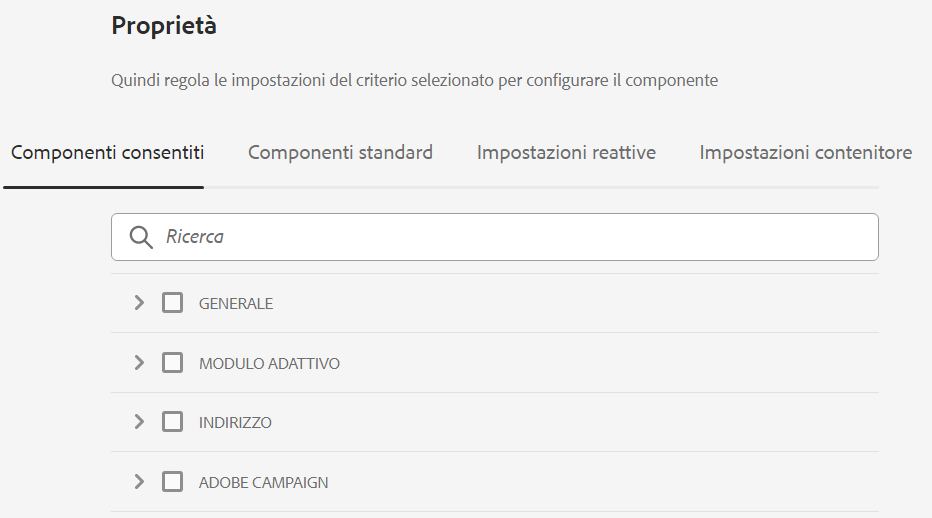 Proprietà
Quindi regola le impostazioni del criterio selezionato per configurare il componente
Componenti consentiti Componenti standard Impostazioni reattive Impostazioni contenitore
Ricerca
GENERALE
MODULO ADATTIVO
INDIRIZZO
ADOBE CAMPAIGN